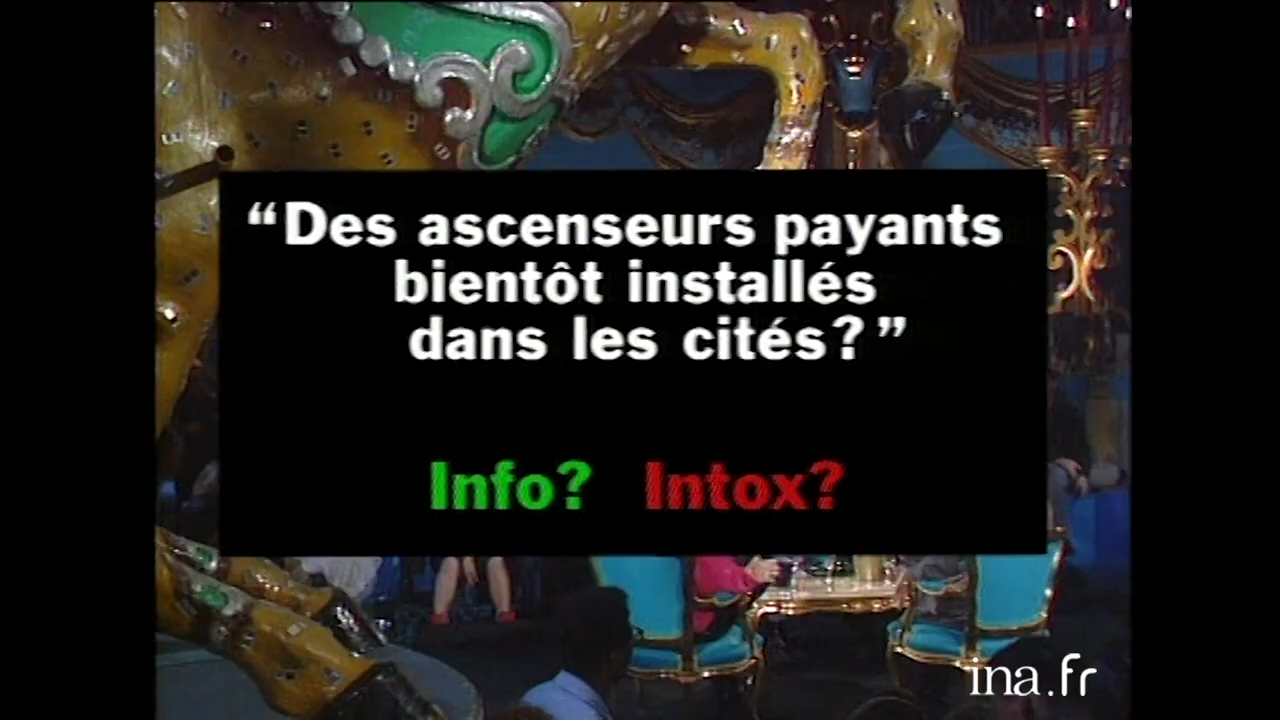 “Des ascenseurs payants
bientôt installés
dans les cités?”
Info? Intox?
ina.fr